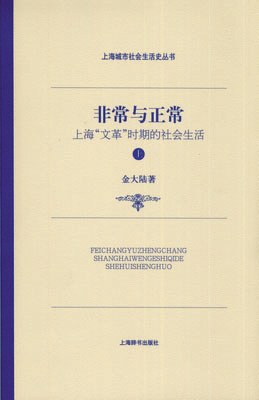 上海城市社会生活史丛书
非常与正常
上海“文革”时期的社会生活
1
金大陆著
FEICHANGYUZHENGCHANG
SHANGHAIWENGESHIQIDE
SHEHUISHENGHUO
上海辞书出版社